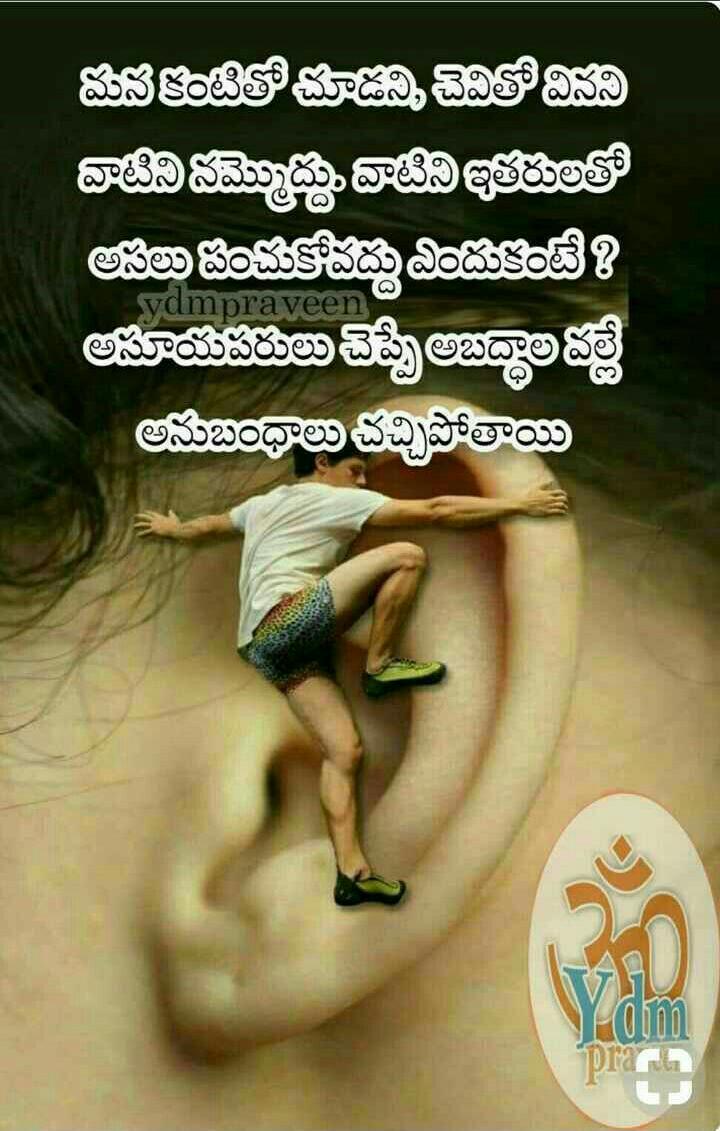 మన కంటితో చూడని, చెవితో వినని
వాటిని నమ్మొద్దు. వాటిని ఇతరులతో
అసలు పంచుకోవద్దు ఎందుకంటే ?
ydmpraveen
అసూయపరులు చెప్పే అబద్ధాల వల్లే
అనుబంధాలు చచ్చిపోతాయి
ॐ
Ydm